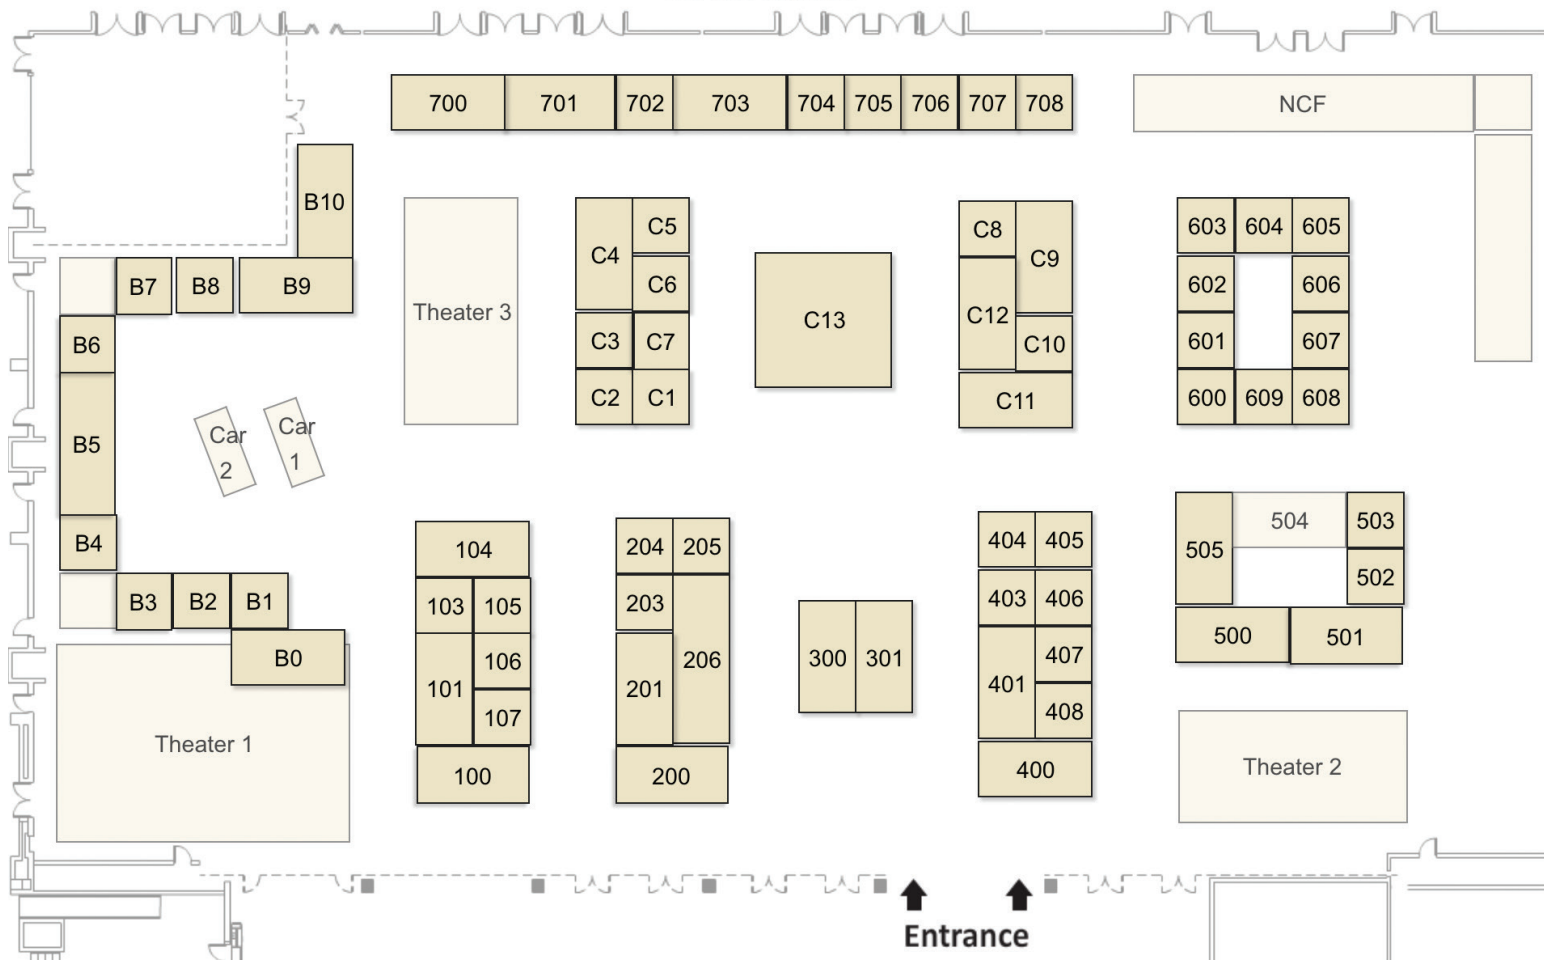 700 701 702 703 704 705 706 707 708
NCF
B10
B7 B8 B9
B6
B5
B4
B3 B2 B1
B0
Car
2
Car
1
Theater 3
C4 C5
C6
C3 C7
C2 C1
C13
C8 C9
C12
C10
C11
603 604 605
602 606
601 607
600 609 608
104
103 105
101 106
107
100
204 205
203
201 206
200
300 301
404 405
403 406
401 407
408
400
505 504 503
502
500 501
Theater 1
Theater 2
Entrance